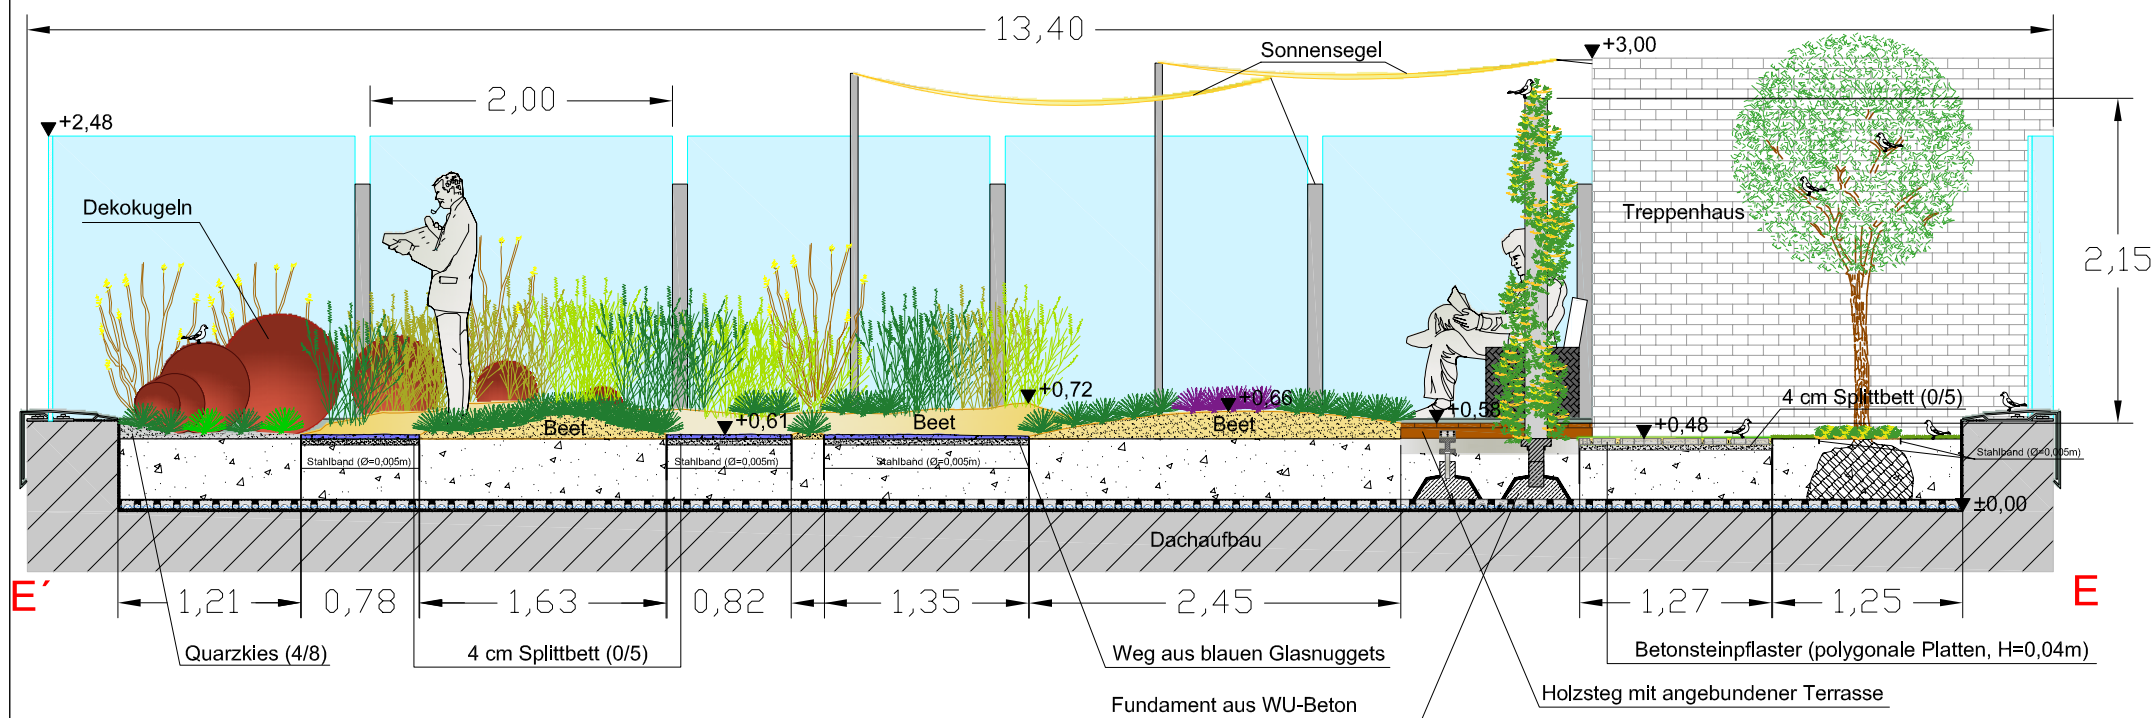 13,40
Sonnensegel
+3,00
2,00
+2,48
Dekokugeln
Treppenhaus
2,15
+0,72
+0,66
4 cm Splittbett (0/5)
+0,61
Beet
Beet
Beet
+0,58
+0,48
Stahlband (Ø=0,005m)
Stahlband (Ø=0,005m)
Stahlband (Ø=0,005m)
Stahlband (Ø=0,005m)
±0,00
Dachaufbau
E´
E
1,21
0,78
1,63
0,82
1,35
2,45
1,27
1,25
Quarzkies (4/8)
4 cm Splittbett (0/5)
Weg aus blauen Glasnuggets
Betonsteinpflaster (polygonale Platten, H=0,04m)
Holzsteg mit angebundener Terrasse
Fundament aus WU-Beton